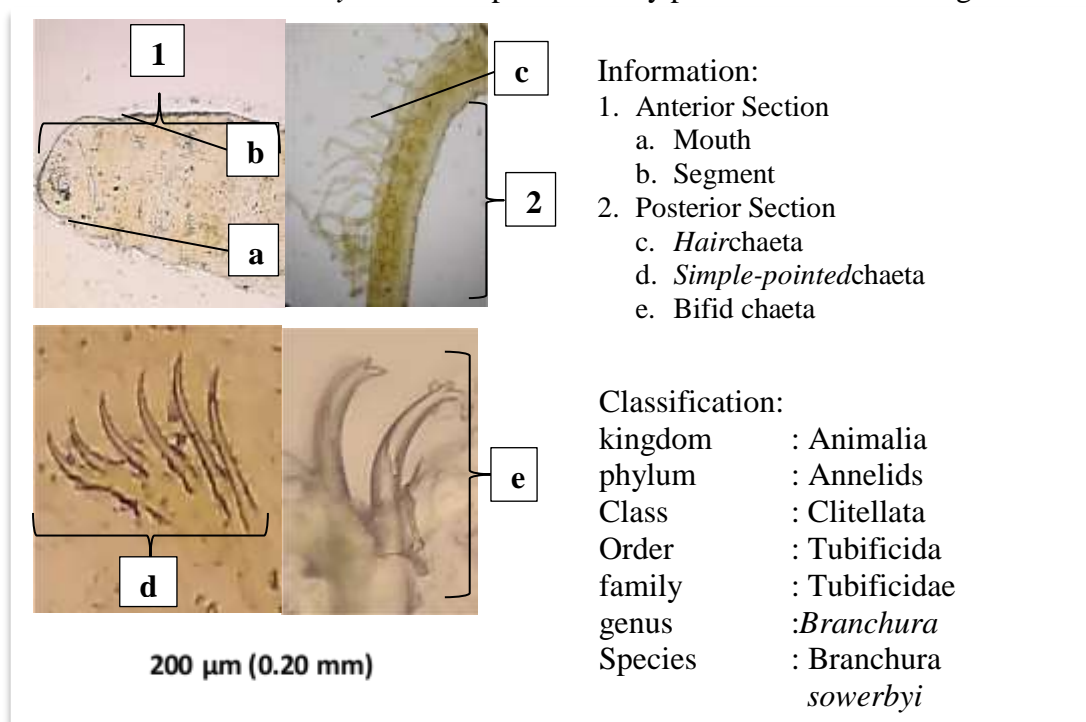 1
c
b
2
a
Information:
1. Anterior Section
a. Mouth
b. Segment
2. Posterior Section
c. Hairchaeta
d. Simple-pointedchaeta
e. Bifid chaeta
e
d
200 µm (0.20 mm)
Classification:
kingdom : Animalia
phylum : Annelids
Class : Clitellata
Order : Tubificida
family : Tubificidae
genus :Branchura
Species : Branchura
sowerbyi